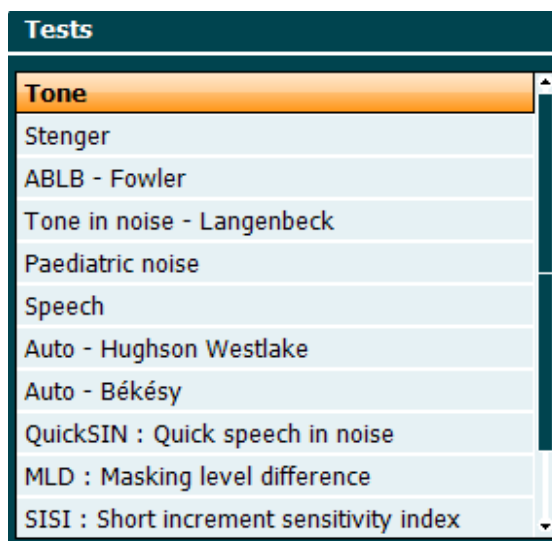 Tests
Tone
Stenger
ABLB - Fowler
Tone in noise - Langenbeck
Paediatric noise
Speech
Auto - Hughson Westlake
Auto - Békésy
QuickSIN : Quick speech in noise
MLD : Masking level difference
SISI : Short increment sensitivity index